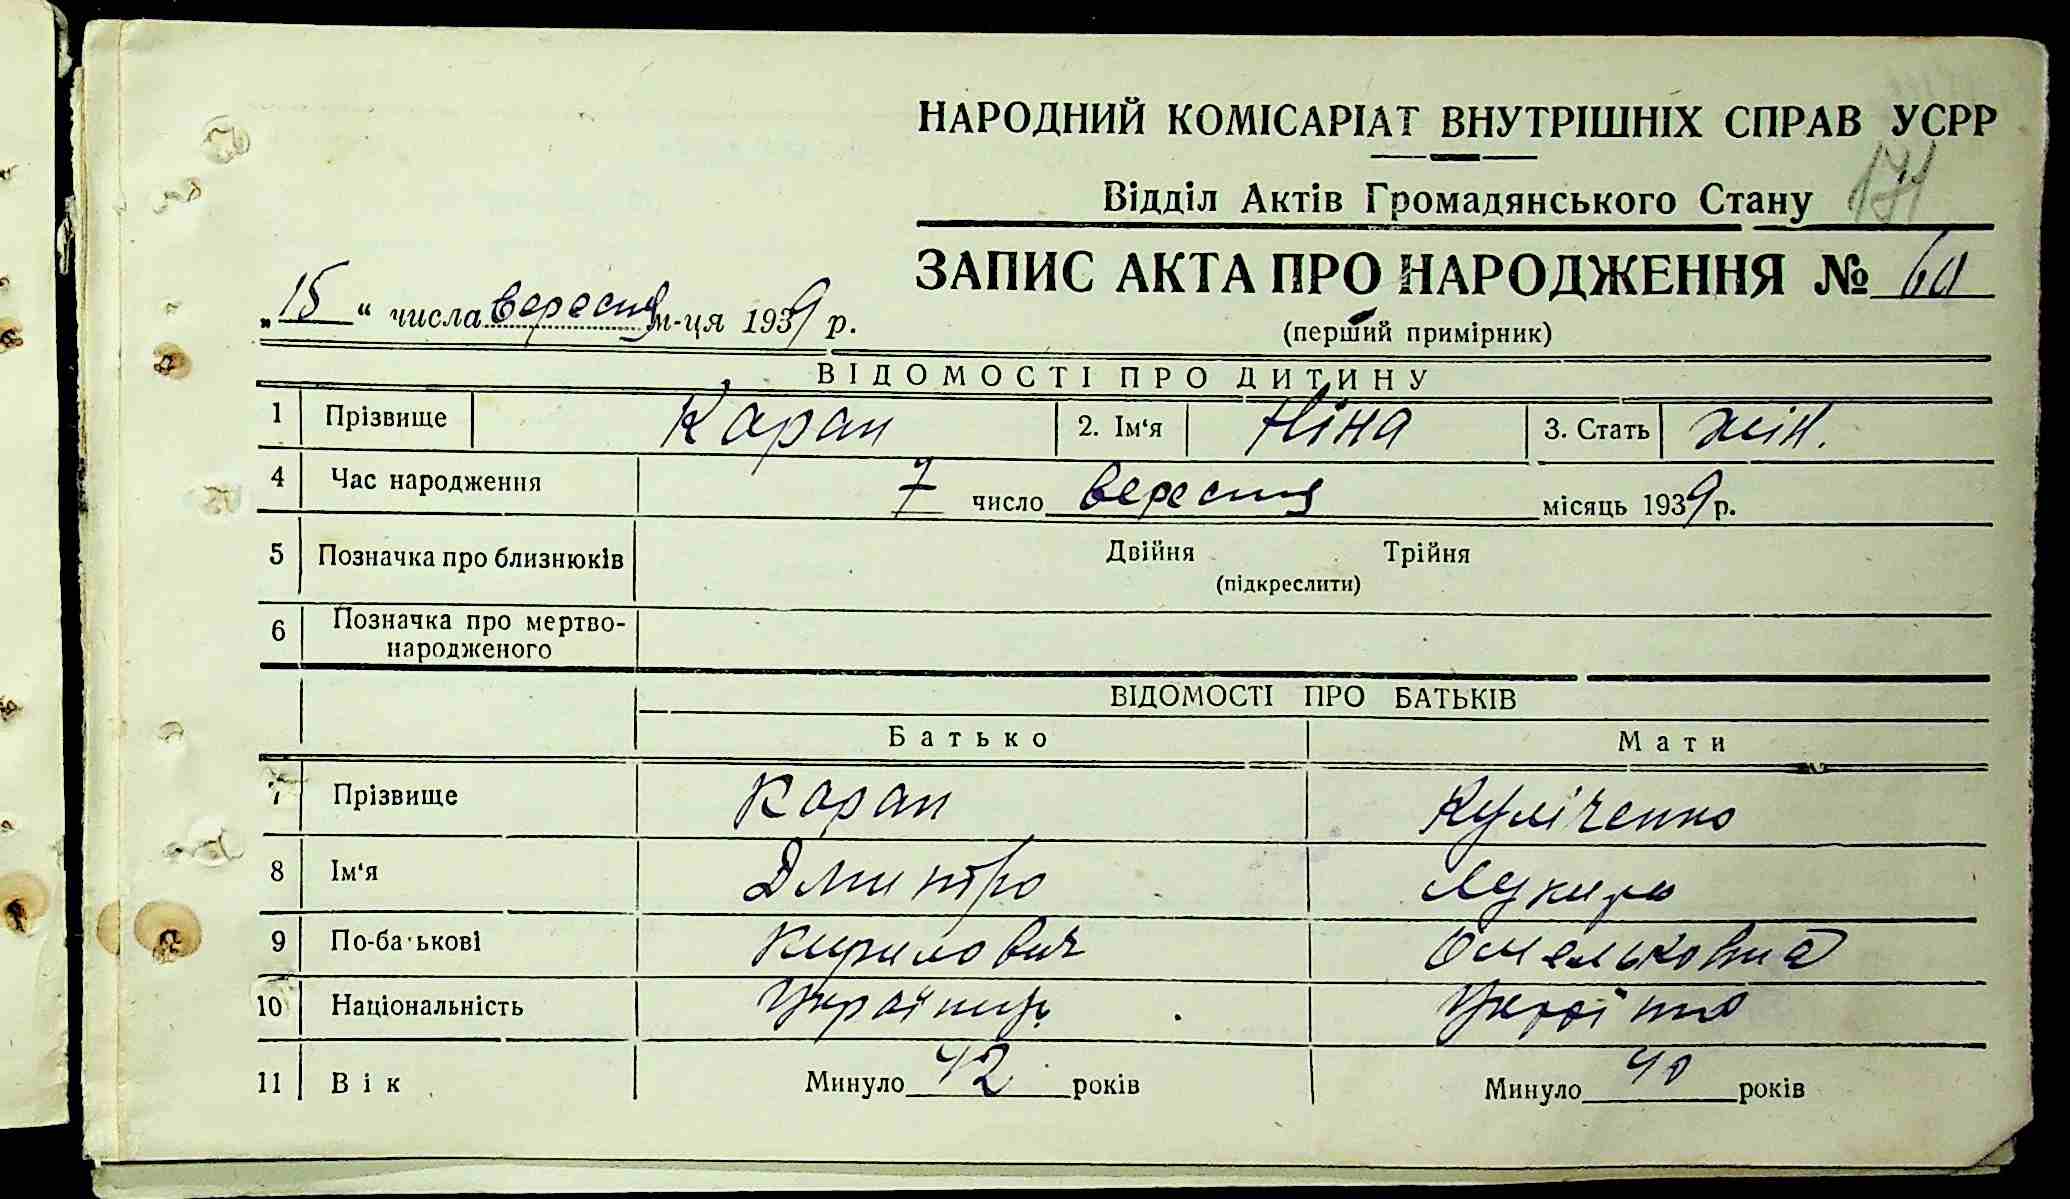 НАРОДНИЙ КОМІСАРІАТ ВНУТРІШНІХ СПРАВ УСРР
171
Відділ Актів Громадянського Стану
ЗАПИС АКТА ПРО НАРОДЖЕННЯ № 60
„15“ числа вересня м-ця 1939 р.
(перший примірник)
ВІДОМОСТІ ПРО ДИТИНУ
1 Прізвище Каран 2. Ім‘я Ніна 3. Стать жін.
4 Час народження 7 число вересня місяць 1939 р.
5 Позначка про близнюків Двійня Трійня
(підкреслити)
6 Позначка про мертво-
народженого
ВІДОМОСТІ ПРО БАТЬКІВ
Батько Мати
7 Прізвище Каран Куліченко
8 Ім‘я Дмитро
9 По-батькові Кирилович Омельковна
10 Національність Українць Українка
11 Вік Минуло 42 років Минуло 40 років